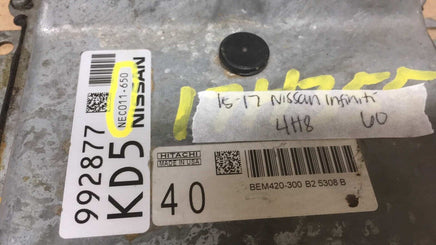 992877
KD5
NEC011-650
NISSAN
15-17 Nissan Infiniti
4H8 60
HITACHI
MADE IN USA
40
BEM420-300 B2 5308 B